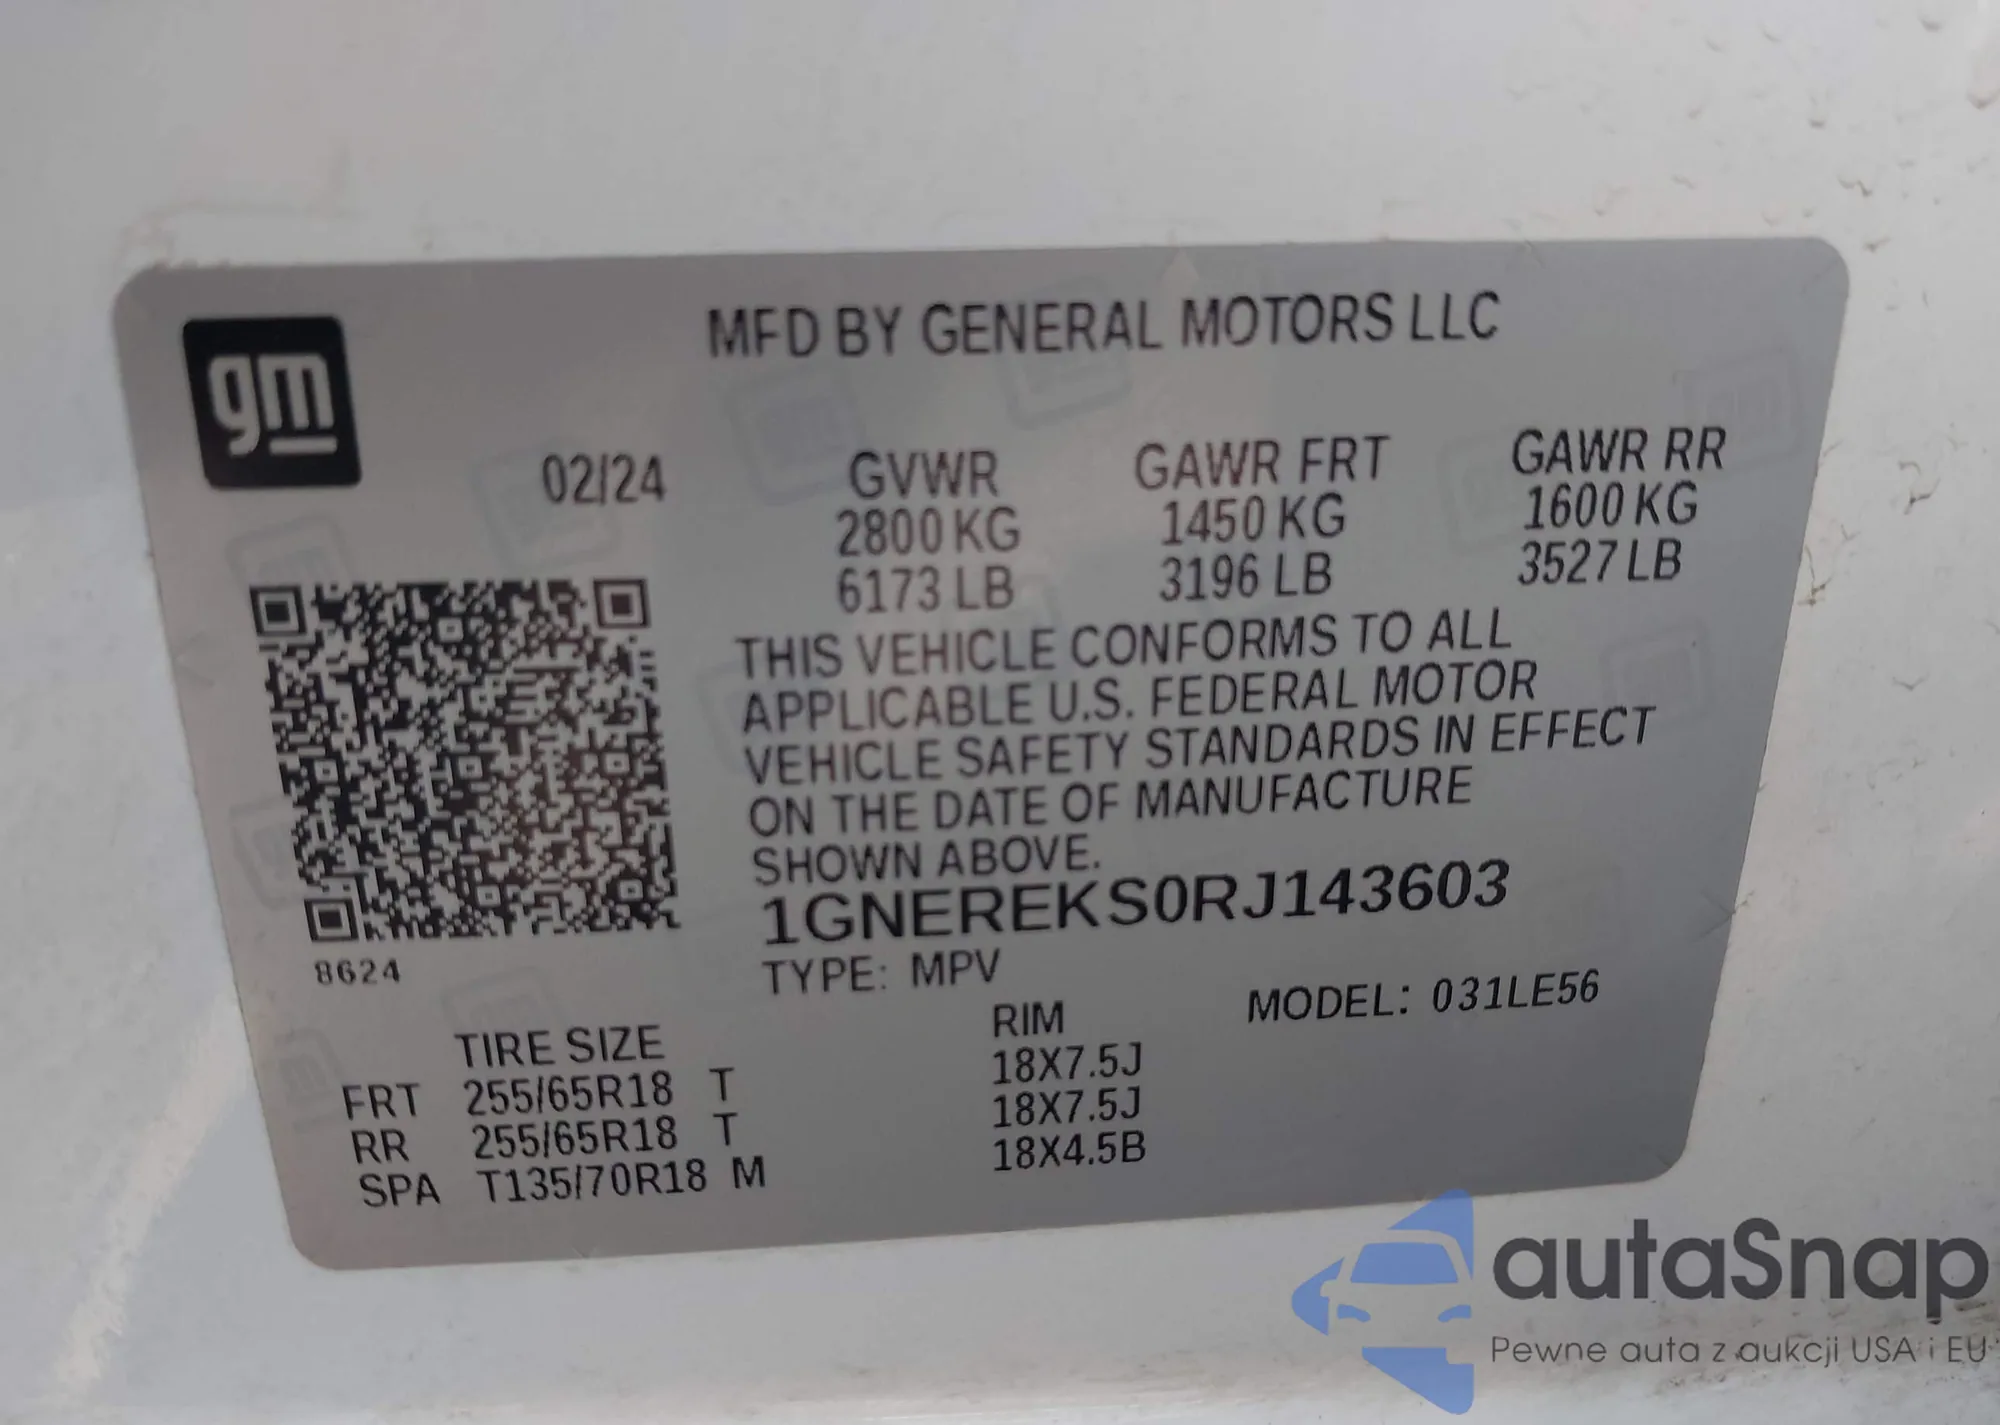 gm
MFD BY GENERAL MOTORS LLC
02/24
GVWR
2800 KG
6173 LB
GAWR FRT
1450 KG
3196 LB
GAWR RR
1600 KG
3527 LB
THIS VEHICLE CONFORMS TO ALL
APPLICABLE U.S. FEDERAL MOTOR
VEHICLE SAFETY STANDARDS IN EFFECT
ON THE DATE OF MANUFACTURE
SHOWN ABOVE.
1GNEREKS0RJ143603
8624
TYPE: MPV
MODEL: 031LE56
TIRE SIZE
RIM
FRT 255/65R18 T 18X7.5J
RR 255/65R18 T 18X7.5J
SPA T135/70R18 M 18X4.5B
autaSnap
Pewne auta z aukcji USA i EU